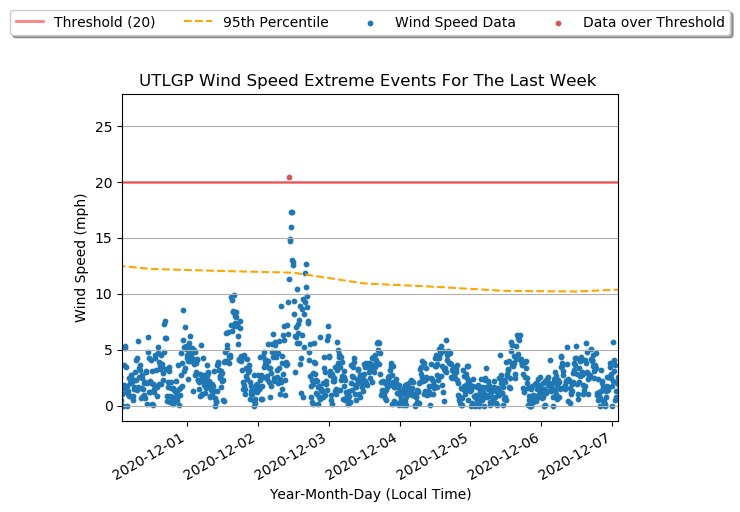 Threshold (20) 95th Percentile Wind Speed Data Data over Threshold
UTLGP Wind Speed Extreme Events For The Last Week
25
20
15
10
5
0
Wind Speed (mph)
2020-12-01 2020-12-02 2020-12-03 2020-12-04 2020-12-05 2020-12-06 2020-12-07
Year-Month-Day (Local Time)